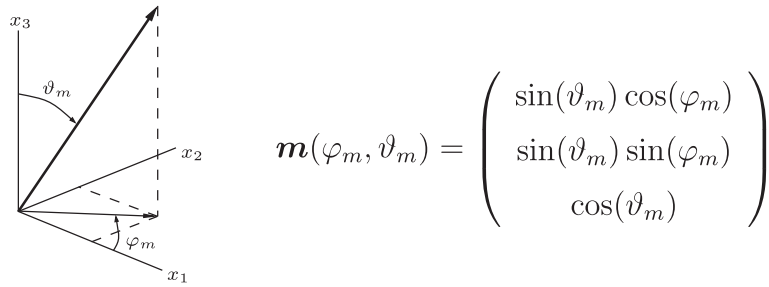 x₃
ϑₘ
x₂
φₘ
x₁
m(φₘ, ϑₘ) = ( sin(ϑₘ) cos(φₘ)
sin(ϑₘ) sin(φₘ)
cos(ϑₘ) )